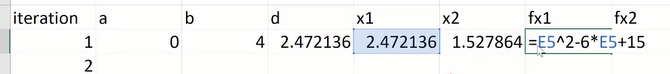 iteration a b d x1 x2 fx1 fx2
1 0 4 2.472136 2.472136 1.527864 =E5^2-6*E5+15
2